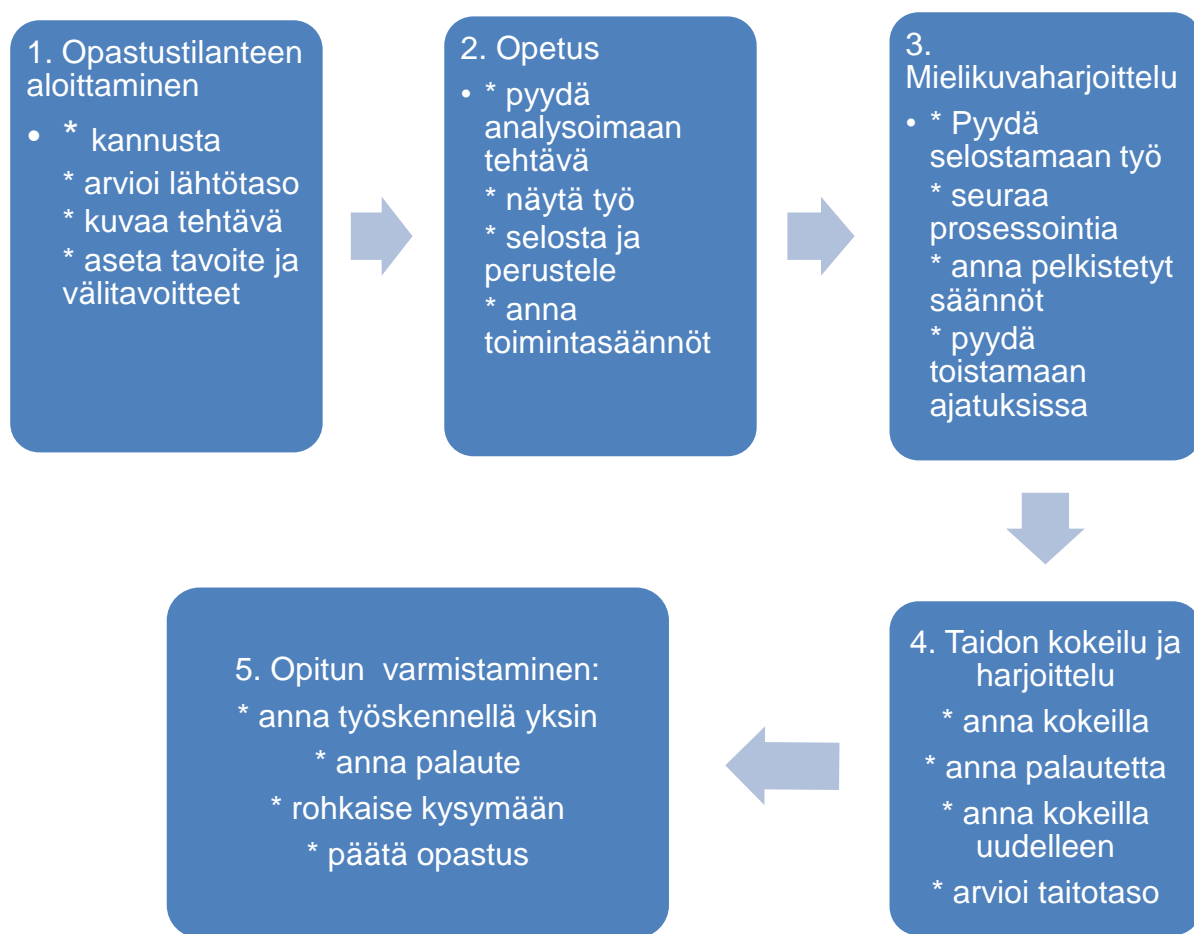 1. Opastustilanteen
aloittaminen
• * kannusta
* arvioi lähtötaso
* kuvaa tehtävä
* aseta tavoite ja
välitavoitteet
2. Opetus
• * pyydä
analysoimaan
tehtävä
* näytä työ
* selosta ja
perustele
* anna
toimintasäännöt
3.
Mielikuvaharjoittelu
• * Pyydä
selostamaan työ
* seuraa
prosessointia
* anna pelkistetyt
säännöt
* pyydä
toistamaan
ajatuksissa
4. Taidon kokeilu ja
harjoittelu
* anna kokeilla
* anna palautetta
* anna kokeilla
uudelleen
* arvioi taitotaso
5. Opitun  varmistaminen:
* anna työskennellä yksin
* anna palaute
* rohkaise kysymään
* päätä opastus